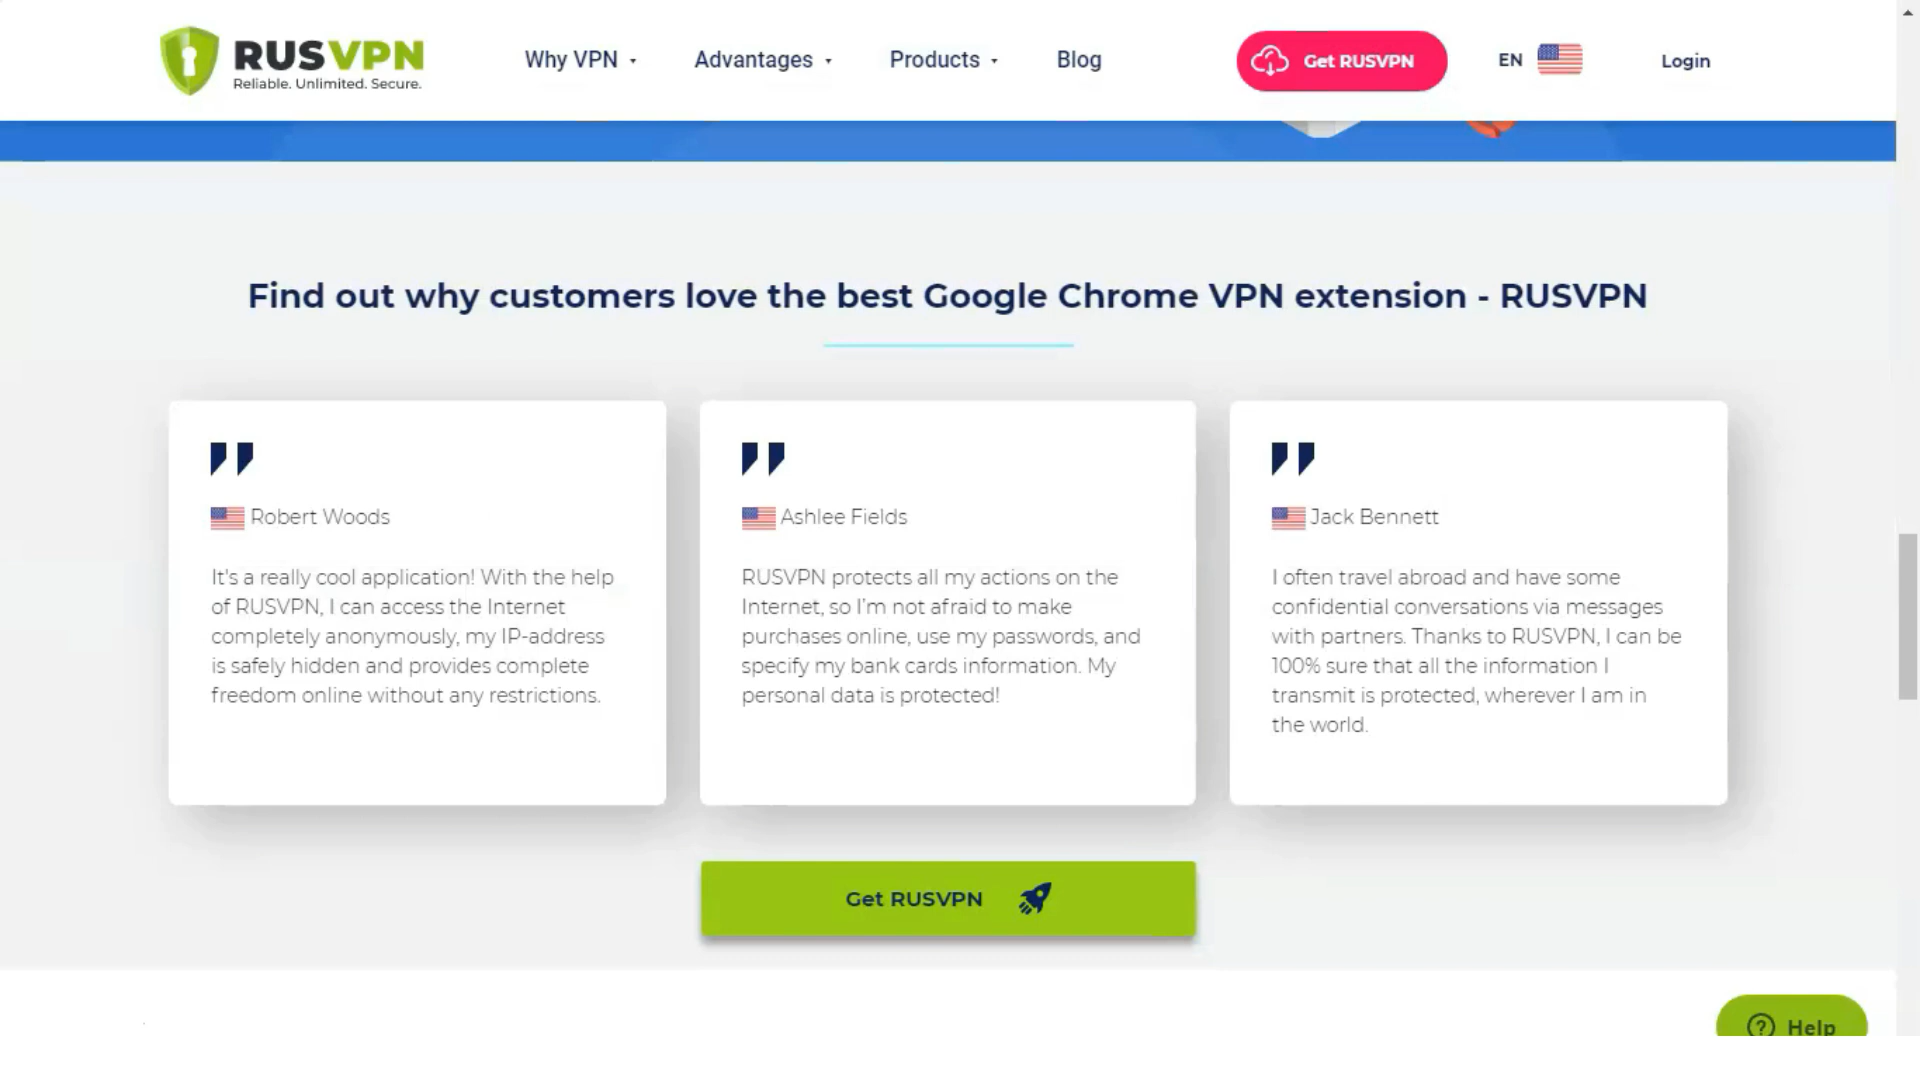 RUSVPN
Reliable. Unlimited. Secure.
Why VPN
Advantages
Products
Blog
Get RUSVPN
EN
Login
Find out why customers love the best Google Chrome VPN extension - RUSVPN
Robert Woods
It's a really cool application! With the help
of RUSVPN, I can access the Internet
completely anonymously, my IP-address
is safely hidden and provides complete
freedom online without any restrictions.
Ashlee Fields
RUSVPN protects all my actions on the
Internet, so I'm not afraid to make
purchases online, use my passwords, and
specify my bank cards information. My
personal data is protected!
Jack Bennett
I often travel abroad and have some
confidential conversations via messages
with partners. Thanks to RUSVPN, I can be
100% sure that all the information I
transmit is protected, wherever I am in
the world.
Get RUSVPN
? Help